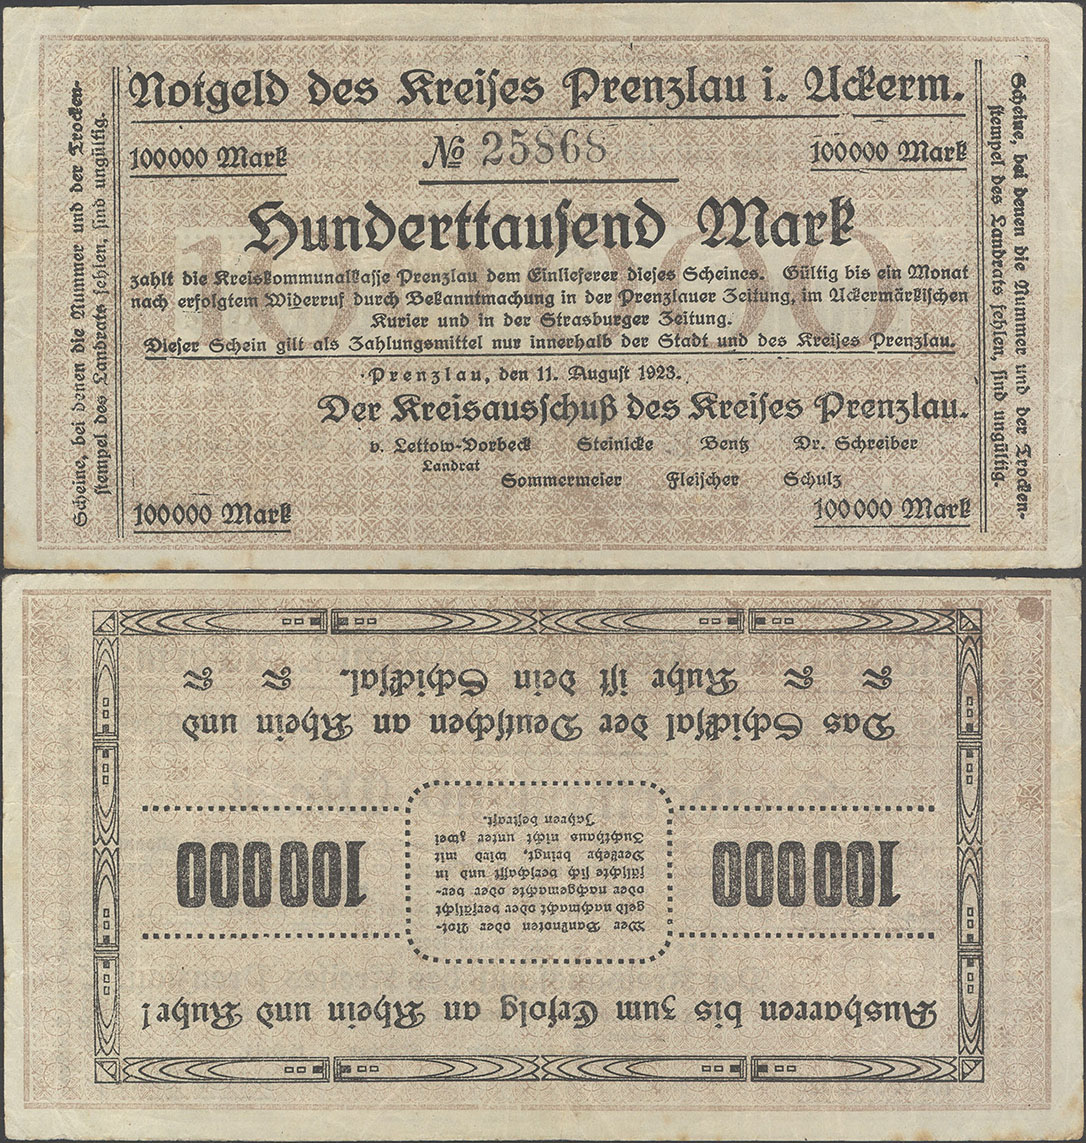 Notgeld des Kreises Prenzlau i. Uckerm.
100000 Mark
№ 25868
100000 Mark
Hunderttausend Mark
100000
zahlt die Kreiskommunalkasse Prenzlau dem Einlieferer dieses Scheines. Gültig bis ein Monat
nach erfolgtem Widerruf durch Bekanntmachung in der Prenzlauer Zeitung, im Uckermärkischen
Kurier und in der Strasburger Zeitung.
Dieser Schein gilt als Zahlungsmittel nur innerhalb der Stadt und des Kreises Prenzlau.
Prenzlau, den 11. August 1923.
Der Kreisausschuß des Kreises Prenzlau.
v. Lettow-Vorbeck Steinicke Bentz Dr. Schreiber
Landrat
Sommermeier Fleischer Schulz
100000 Mark
100000 Mark
Scheine, bei denen die Nummer und der Trocken-
stempel des Landrats fehlen, sind ungültig.
Scheine, bei denen die Nummer und der Trocken-
stempel des Landrats fehlen, sind ungültig.
Ausharren bis zum Erfolg an Rhein und Ruhr!
100000
Wer Banknoten oder Not-
geld nachmacht oder verfälscht
oder nachgemachte oder ver-
fälschte sich verschafft und in
Verkehr bringt, wird mit
Zuchthaus nicht unter zwei
Jahren bestraft.
100000
Das Schicksal der Deutschen an Rhein und
Ruhr ist dein Schicksal.